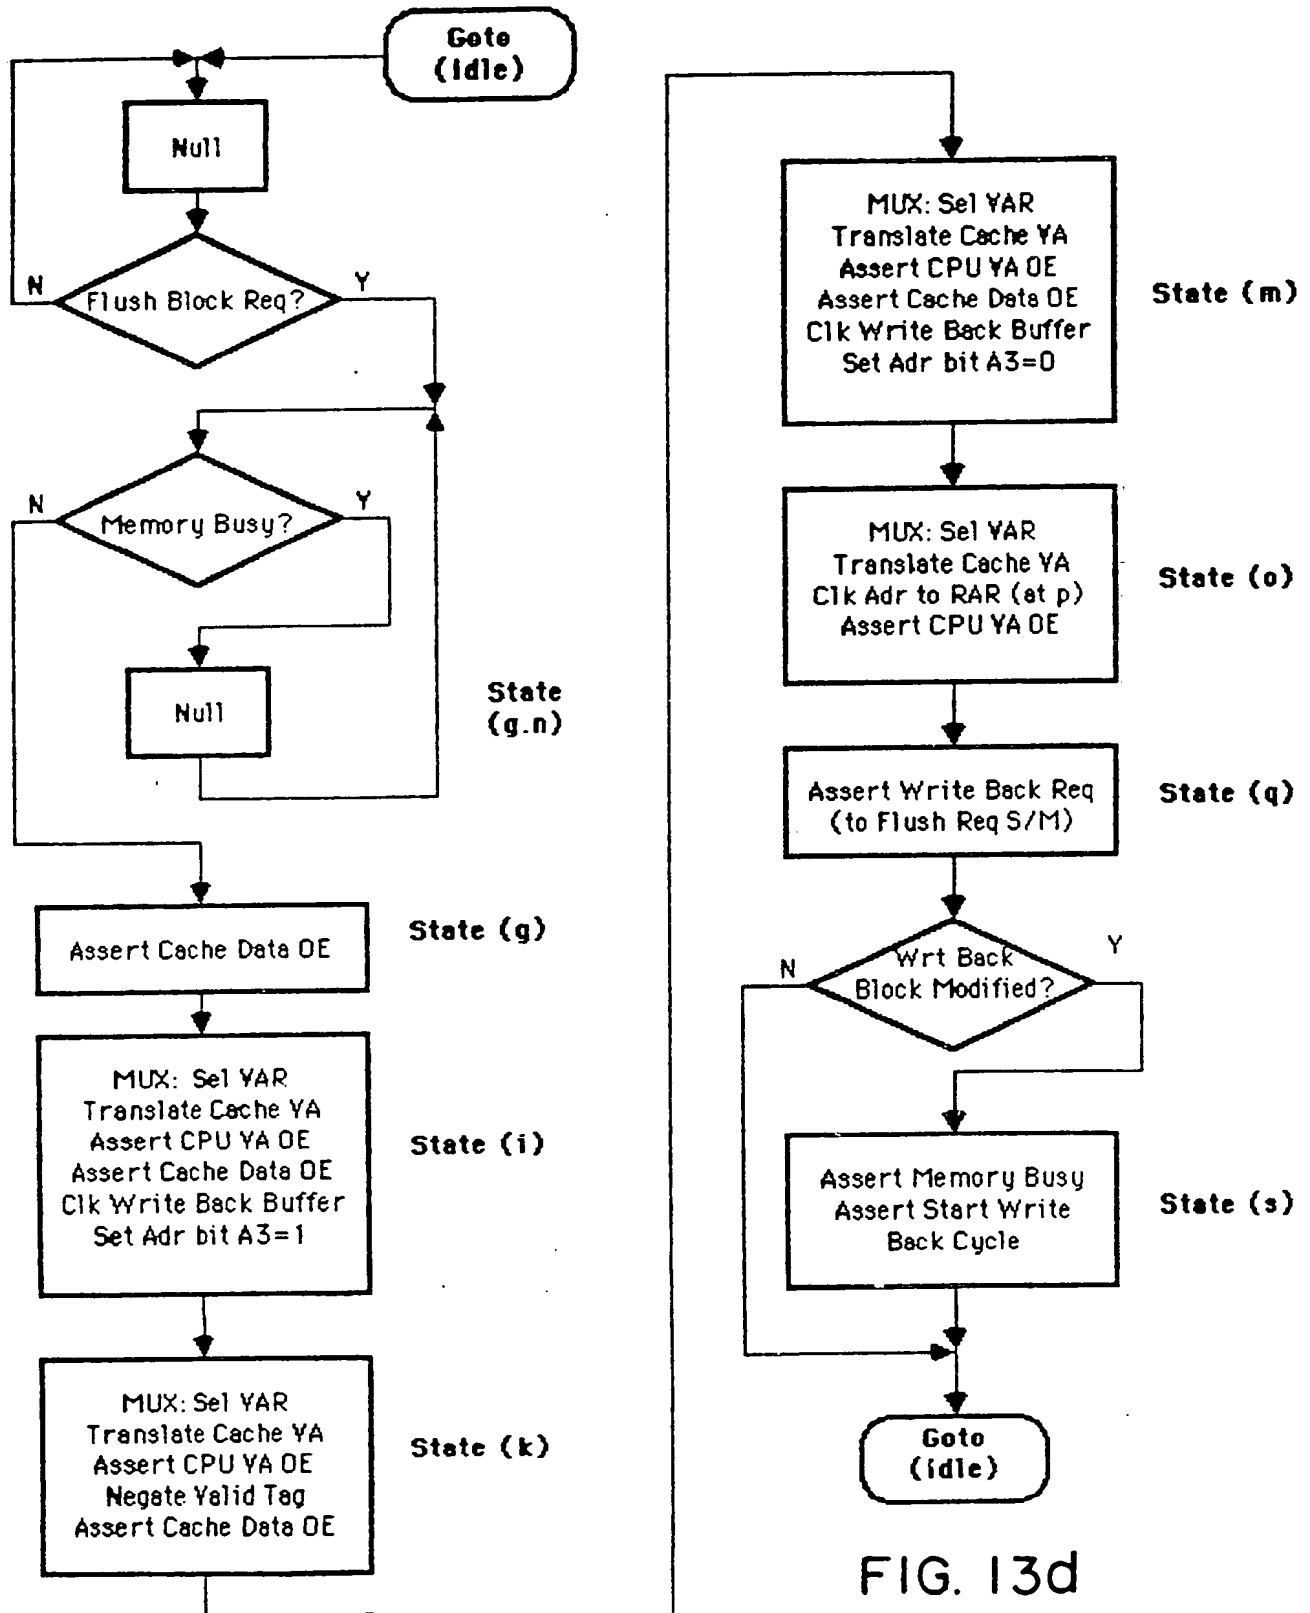 Goto
(idle)
Null
Flush Block Req?
N
Y
Memory Busy?
N
Y
Null
State
(g.n)
Assert Cache Data OE
State (g)
MUX: Sel VAR
Translate Cache VA
Assert CPU VA OE
Assert Cache Data OE
Clk Write Back Buffer
Set Adr bit A3=1
State (i)
MUX: Sel VAR
Translate Cache VA
Assert CPU VA OE
Negate Valid Tag
Assert Cache Data OE
State (k)
MUX: Sel VAR
Translate Cache VA
Assert CPU VA OE
Assert Cache Data OE
Clk Write Back Buffer
Set Adr bit A3=0
State (m)
MUX: Sel VAR
Translate Cache VA
Clk Adr to RAR (at p)
Assert CPU VA OE
State (o)
Assert Write Back Req
(to Flush Req S/M)
State (q)
Wrt Back
Block Modified?
N
Y
Assert Memory Busy
Assert Start Write
Back Cycle
State (s)
Goto
(idle)
FIG. 13d